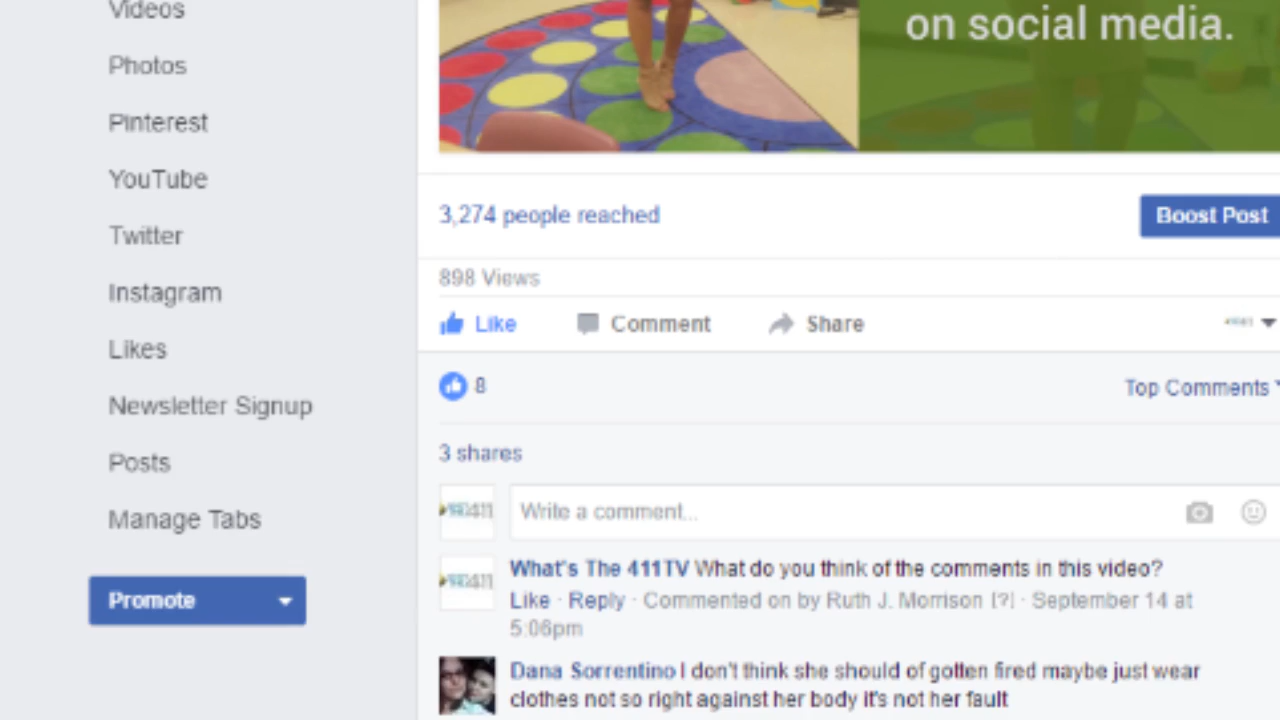 Videos
Photos
Pinterest
YouTube
Twitter
Instagram
Likes
Newsletter Signup
Posts
Manage Tabs
Promote
on social media.
3,274 people reached
Boost Post
898 Views
Like Comment Share
8
Top Comments
3 shares
Write a comment...
What's The 411TV What do you think of the comments in this video?
Like · Reply · Commented on by Ruth J. Morrison [?] · September 14 at
5:06pm
Dana Sorrentino I don't think she should of gotten fired maybe just wear
clothes not so right against her body it's not her fault